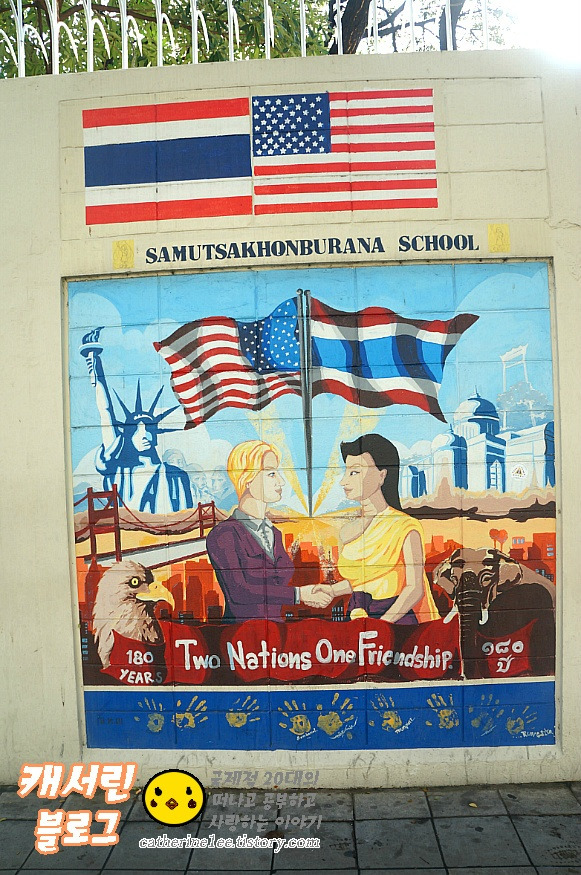 SAMUTSAKHONBURANA SCHOOL
180
YEARS
Two Nations One Friendship.
๑๘๐
ปี
캐서린
블로그
국제정 20대의
떠나고 공부하고
사랑하는 이야기
catherinelee.tistory.com